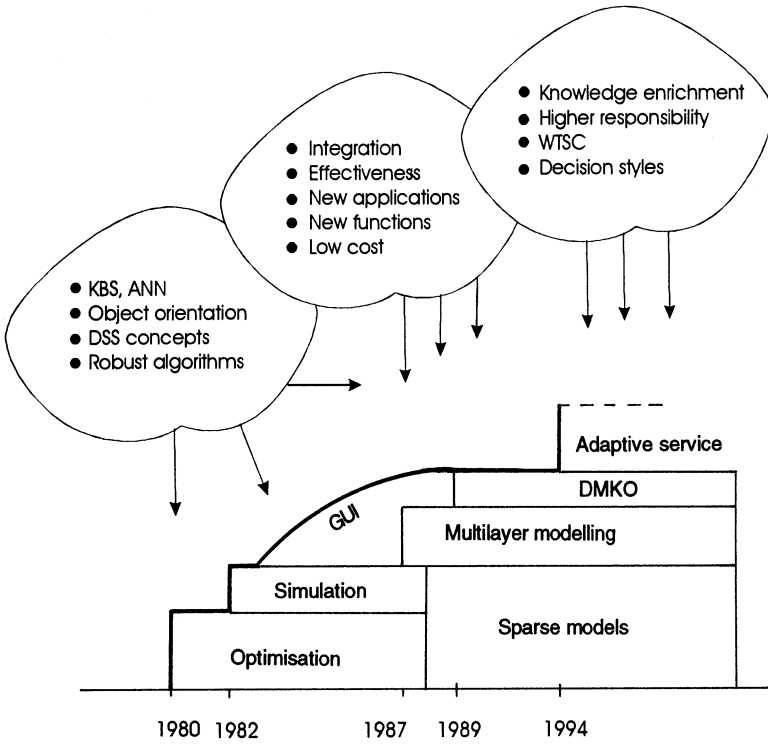 Knowledge enrichment
Higher responsibility
WTSC
Decision styles
Integration
Effectiveness
New applications
New functions
Low cost
KBS, ANN
Object orientation
DSS concepts
Robust algorithms
Adaptive service
DMKO
GUI
Multilayer modelling
Simulation
Sparse models
Optimisation
1980 1982 1987 1989 1994